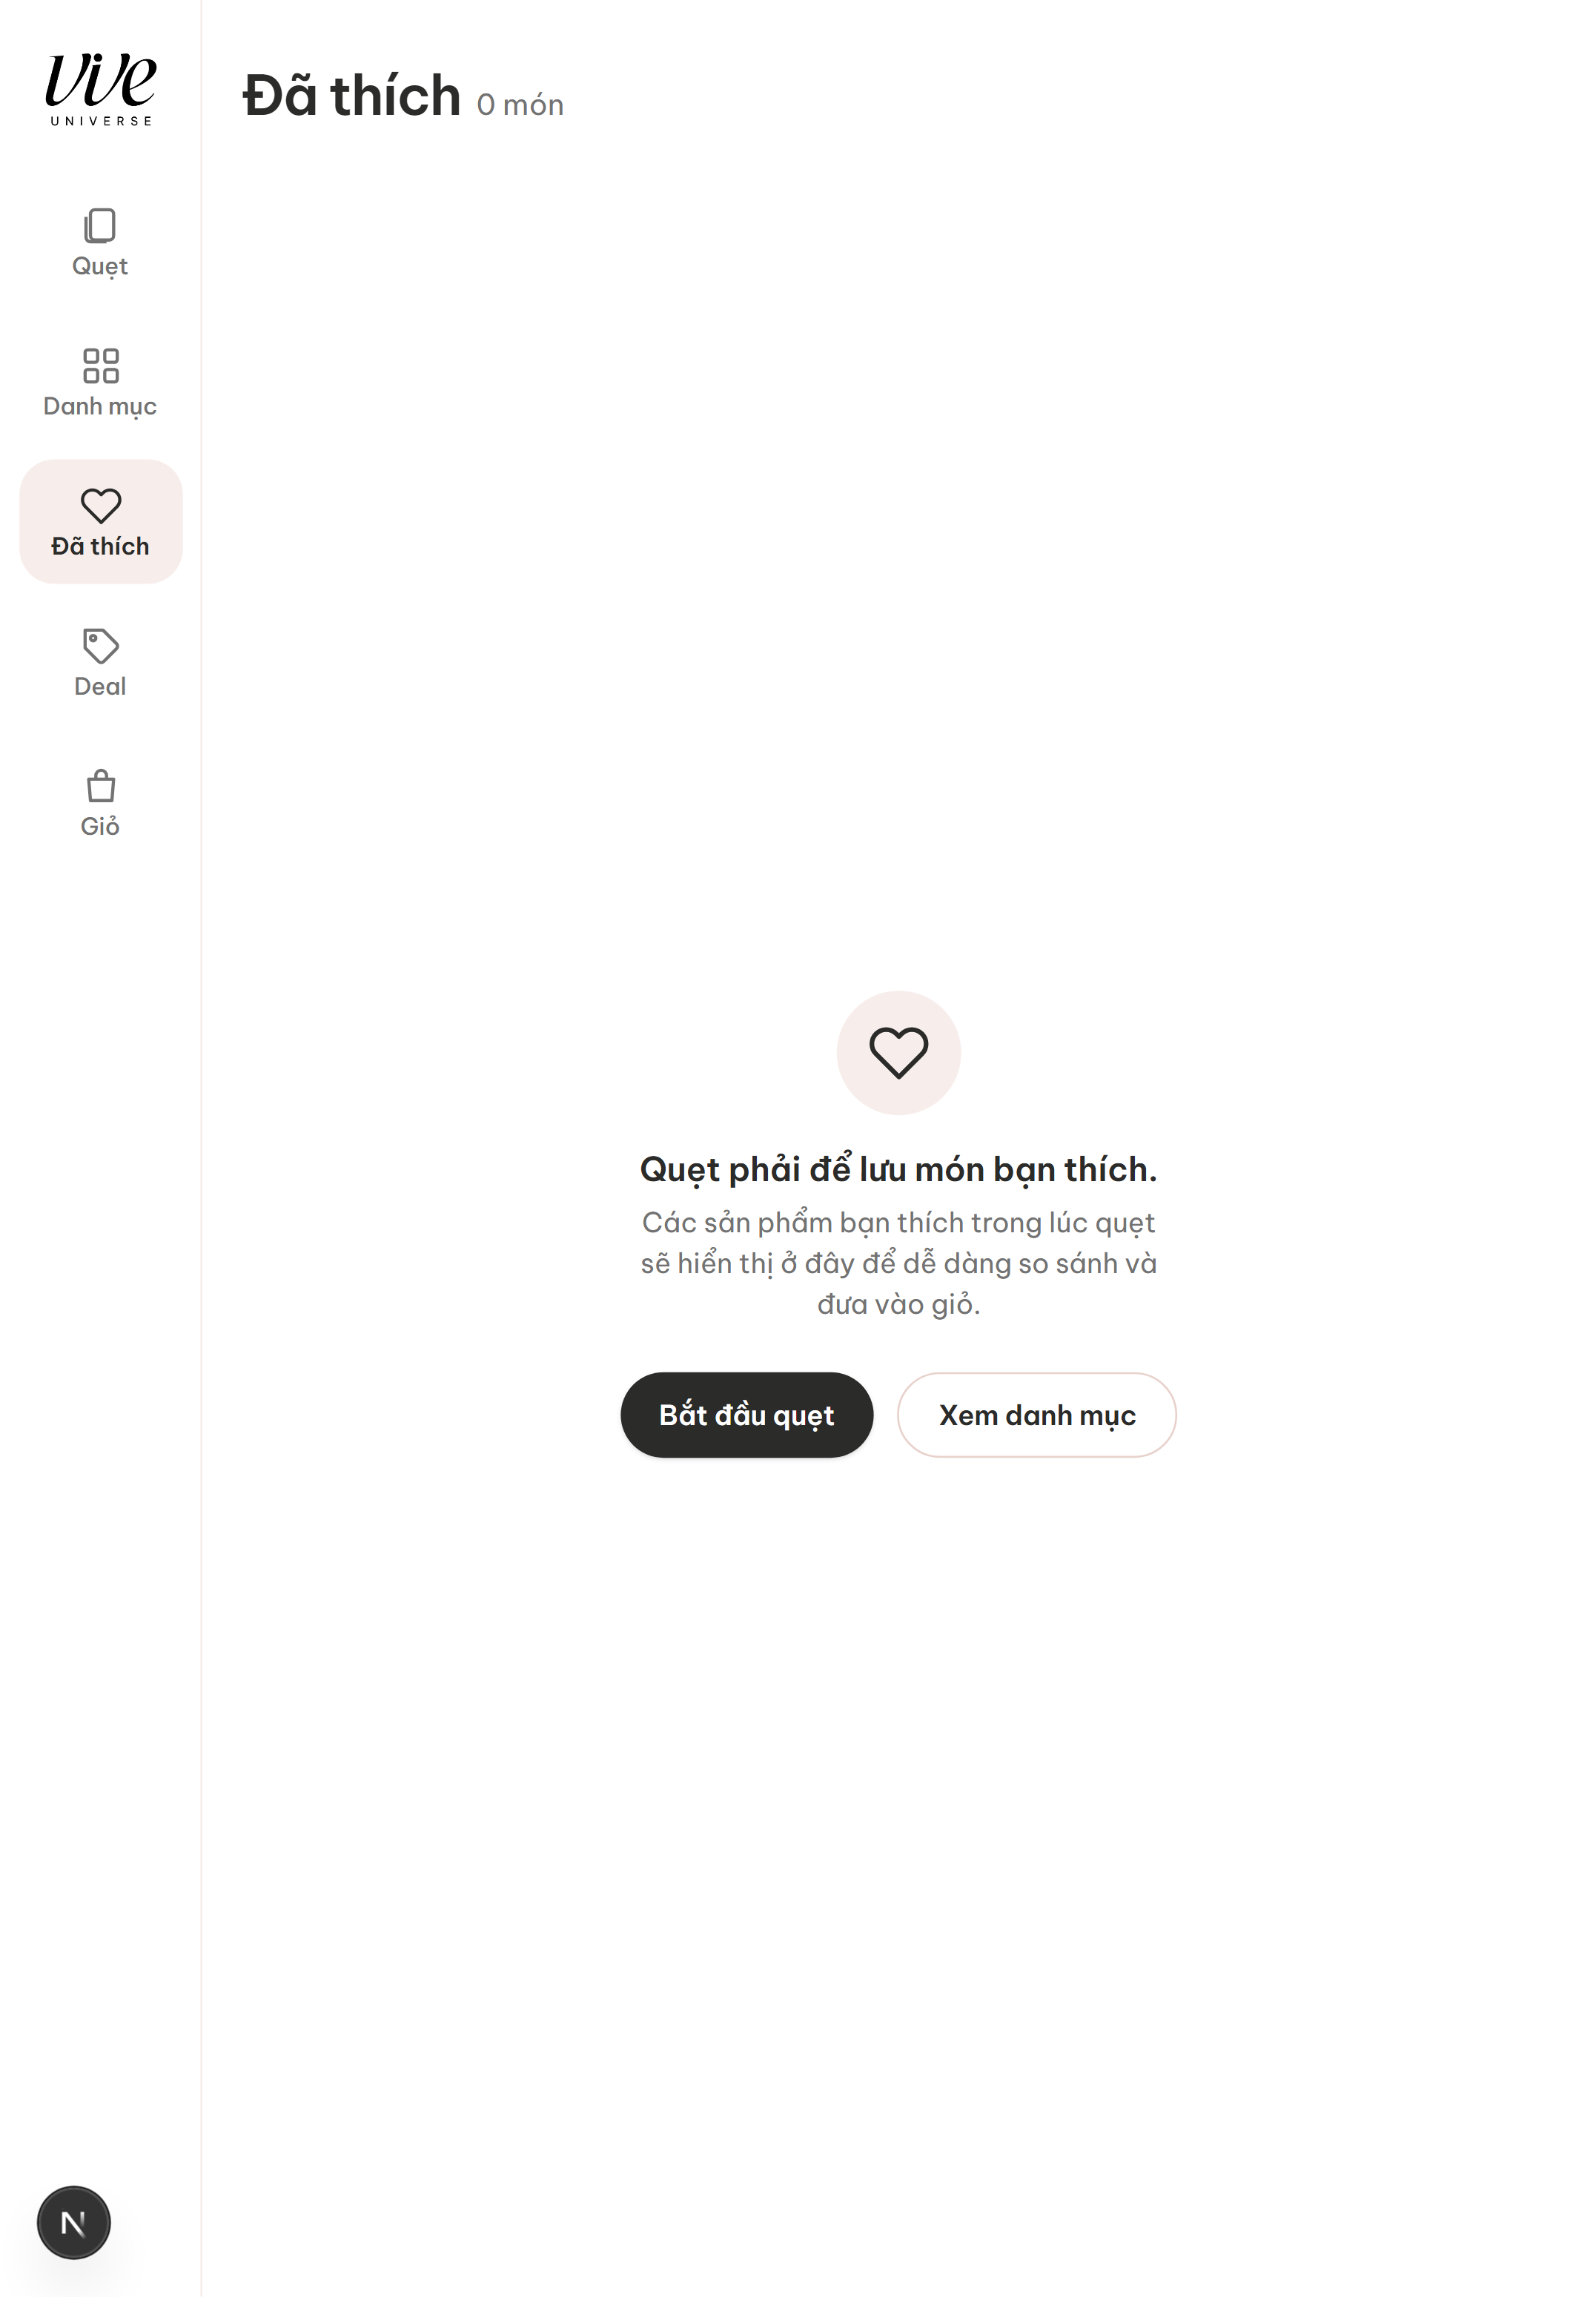 Vive
UNIVERSE
Quẹt
Danh mục
Đã thích
Deal
Giỏ
Đã thích 0 món
Quẹt phải để lưu món bạn thích.
Các sản phẩm bạn thích trong lúc quẹt
sẽ hiển thị ở đây để dễ dàng so sánh và
đưa vào giỏ.
Bắt đầu quẹt
Xem danh mục
N